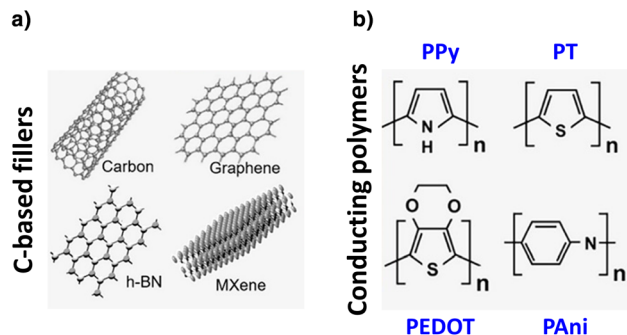 a)
C-based fillers
Carbon
Graphene
h-BN
MXene
b)
Conducting polymers
PPy
PT
N
H
n
S
n
O
O
S
n
N
n
PEDOT
PAni